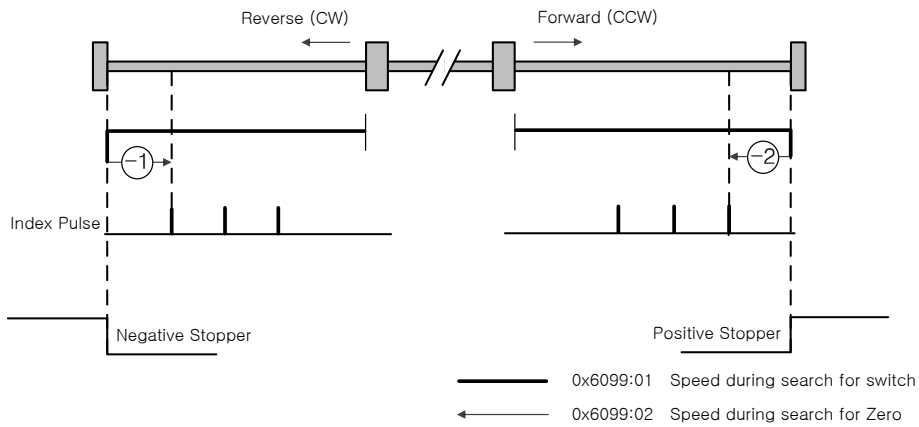 Reverse (CW)
Forward (CCW)
-1
-2
Index Pulse
Negative Stopper
Positive Stopper
0x6099:01 Speed during search for switch
0x6099:02 Speed during search for Zero